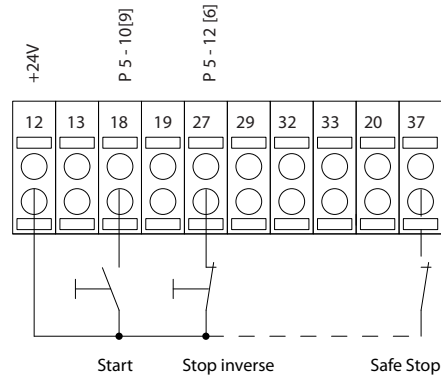 +24V
P 5 - 10[9]
P 5 - 12 [6]
12 13 18 19 27 29 32 33 20 37
Start Stop inverse Safe Stop